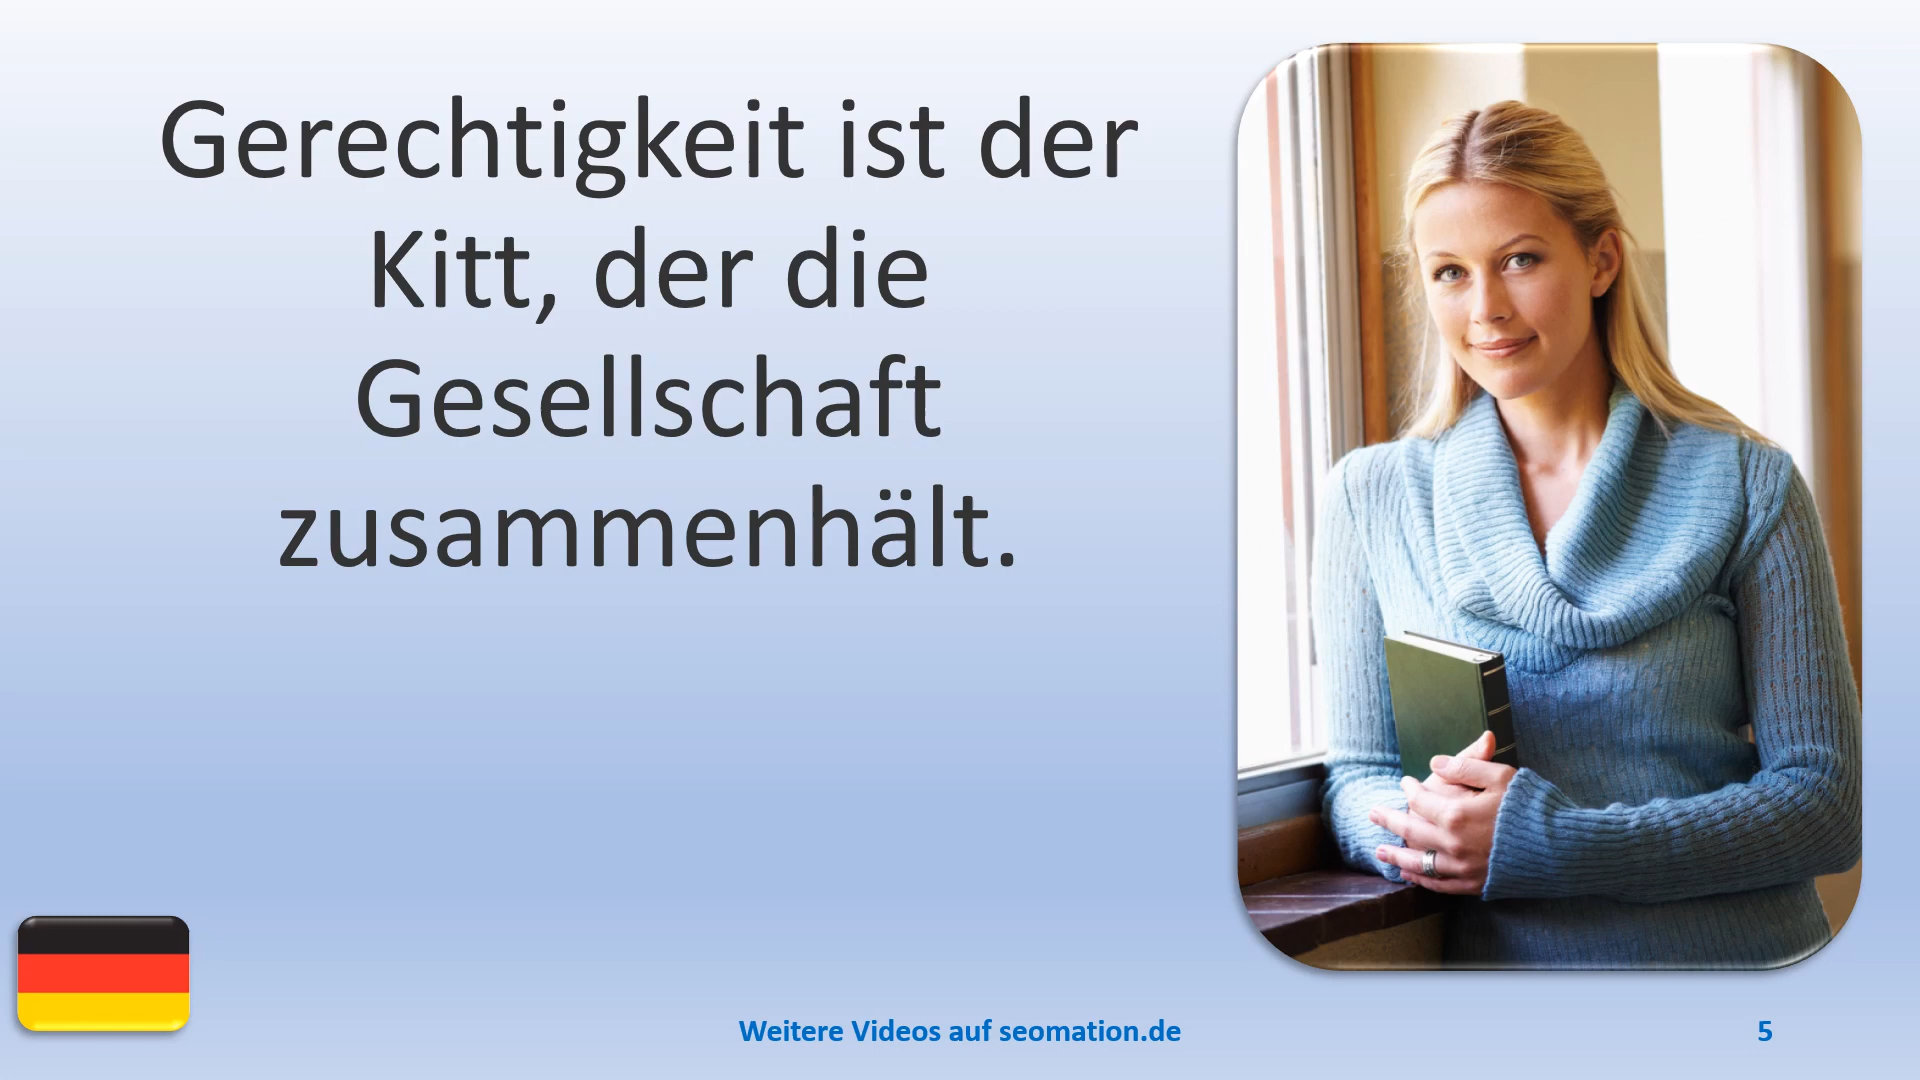 Gerechtigkeit ist der
Kitt, der die
Gesellschaft
zusammenhält.
Weitere Videos auf seomation.de
5